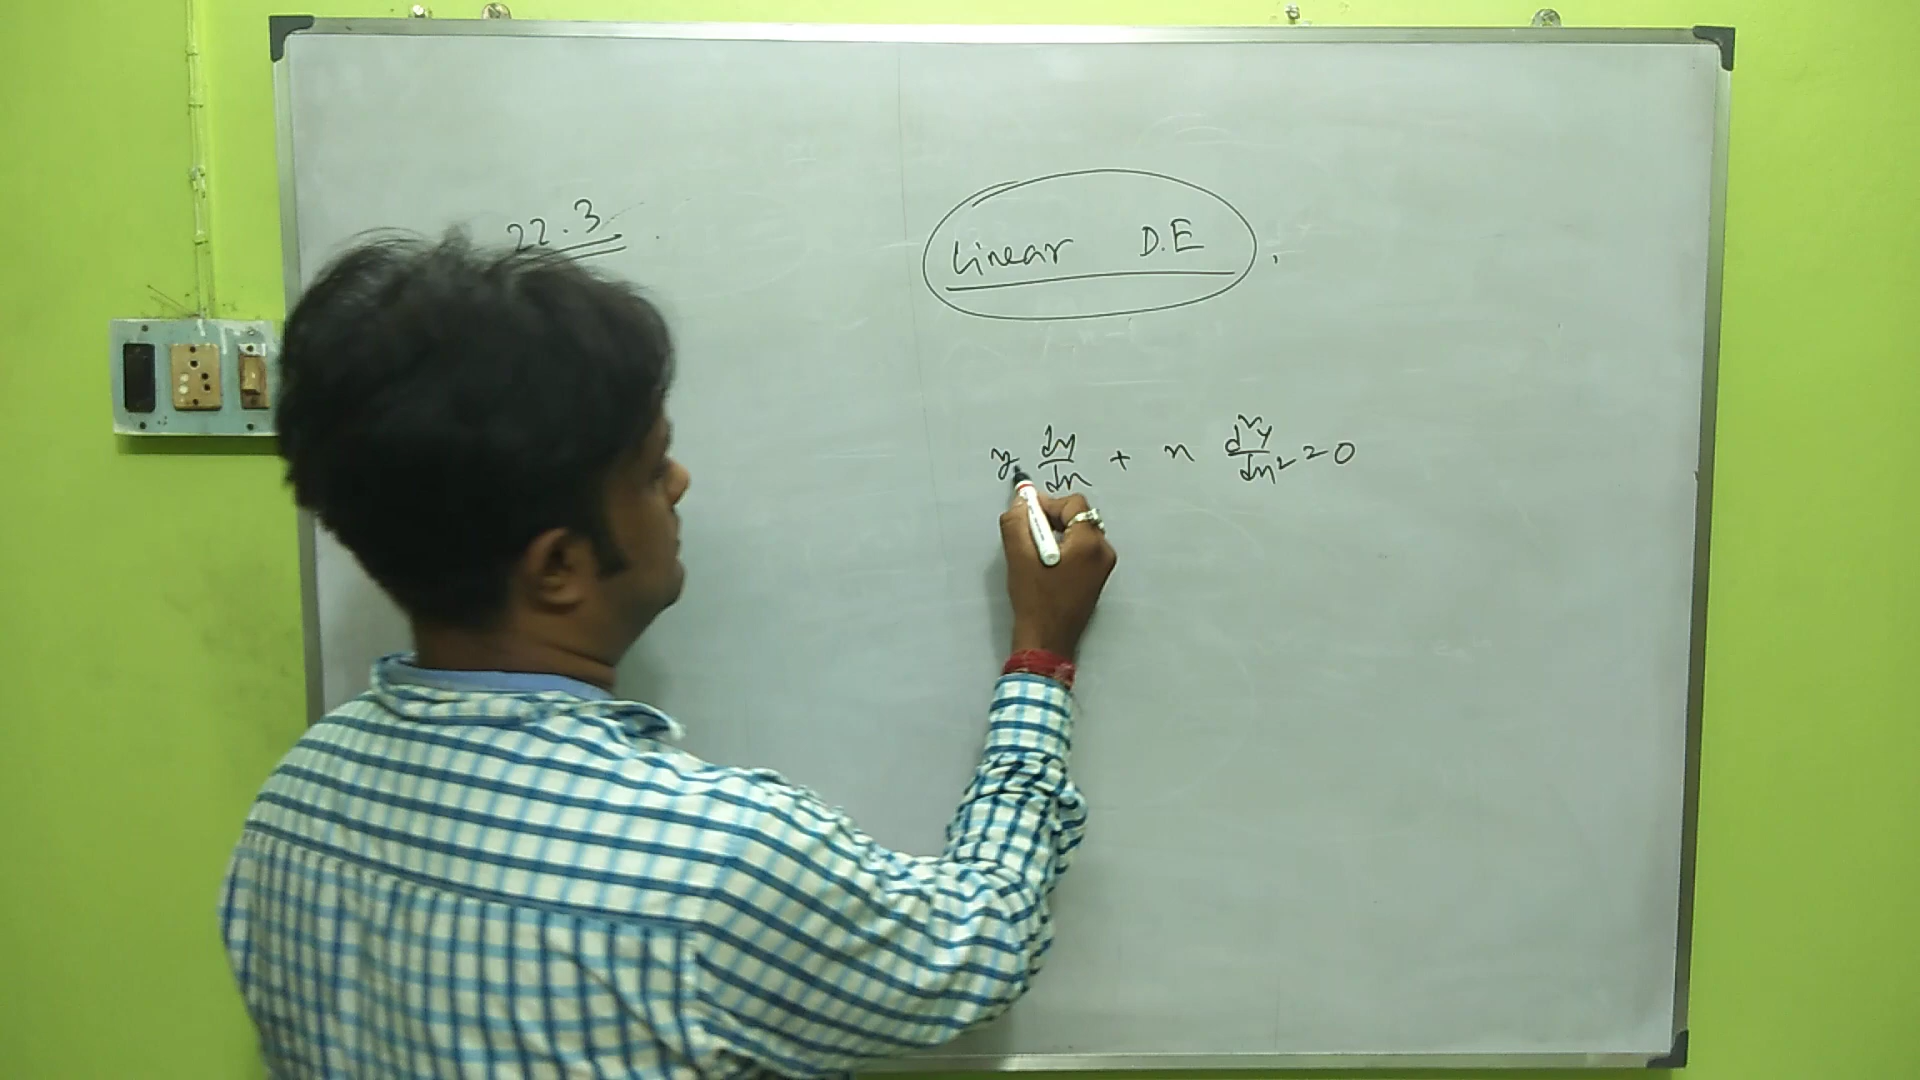 22.3
Linear D.E
y dy/dx + x d²y/dx² = 0